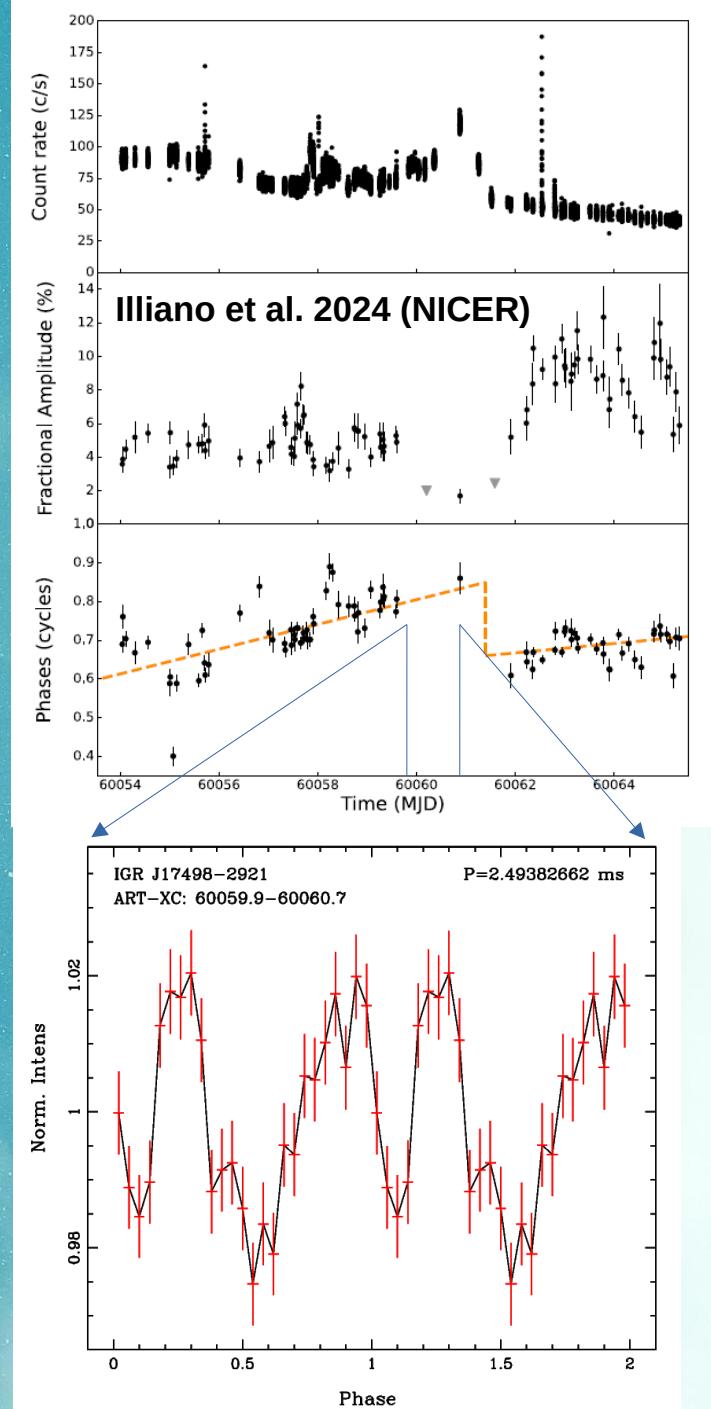 200
175
150
125
100
75
50
25
0
Count rate (c/s)
14
12
10
8
6
4
2
Fractional Amplitude (%)
Illiano et al. 2024 (NICER)
1,0
0.9
0.8
0.7
0.6
0.5
0.4
Phases (cycles)
60054 60056 60058 60060 60062 60064
Time (MJD)
IGR J17498−2921 P=2.49382662 ms
ART−XC: 60059.9−60060.7
1.02
1
0.98
Norm. Intens
0 0.5 1 1.5 2
Phase